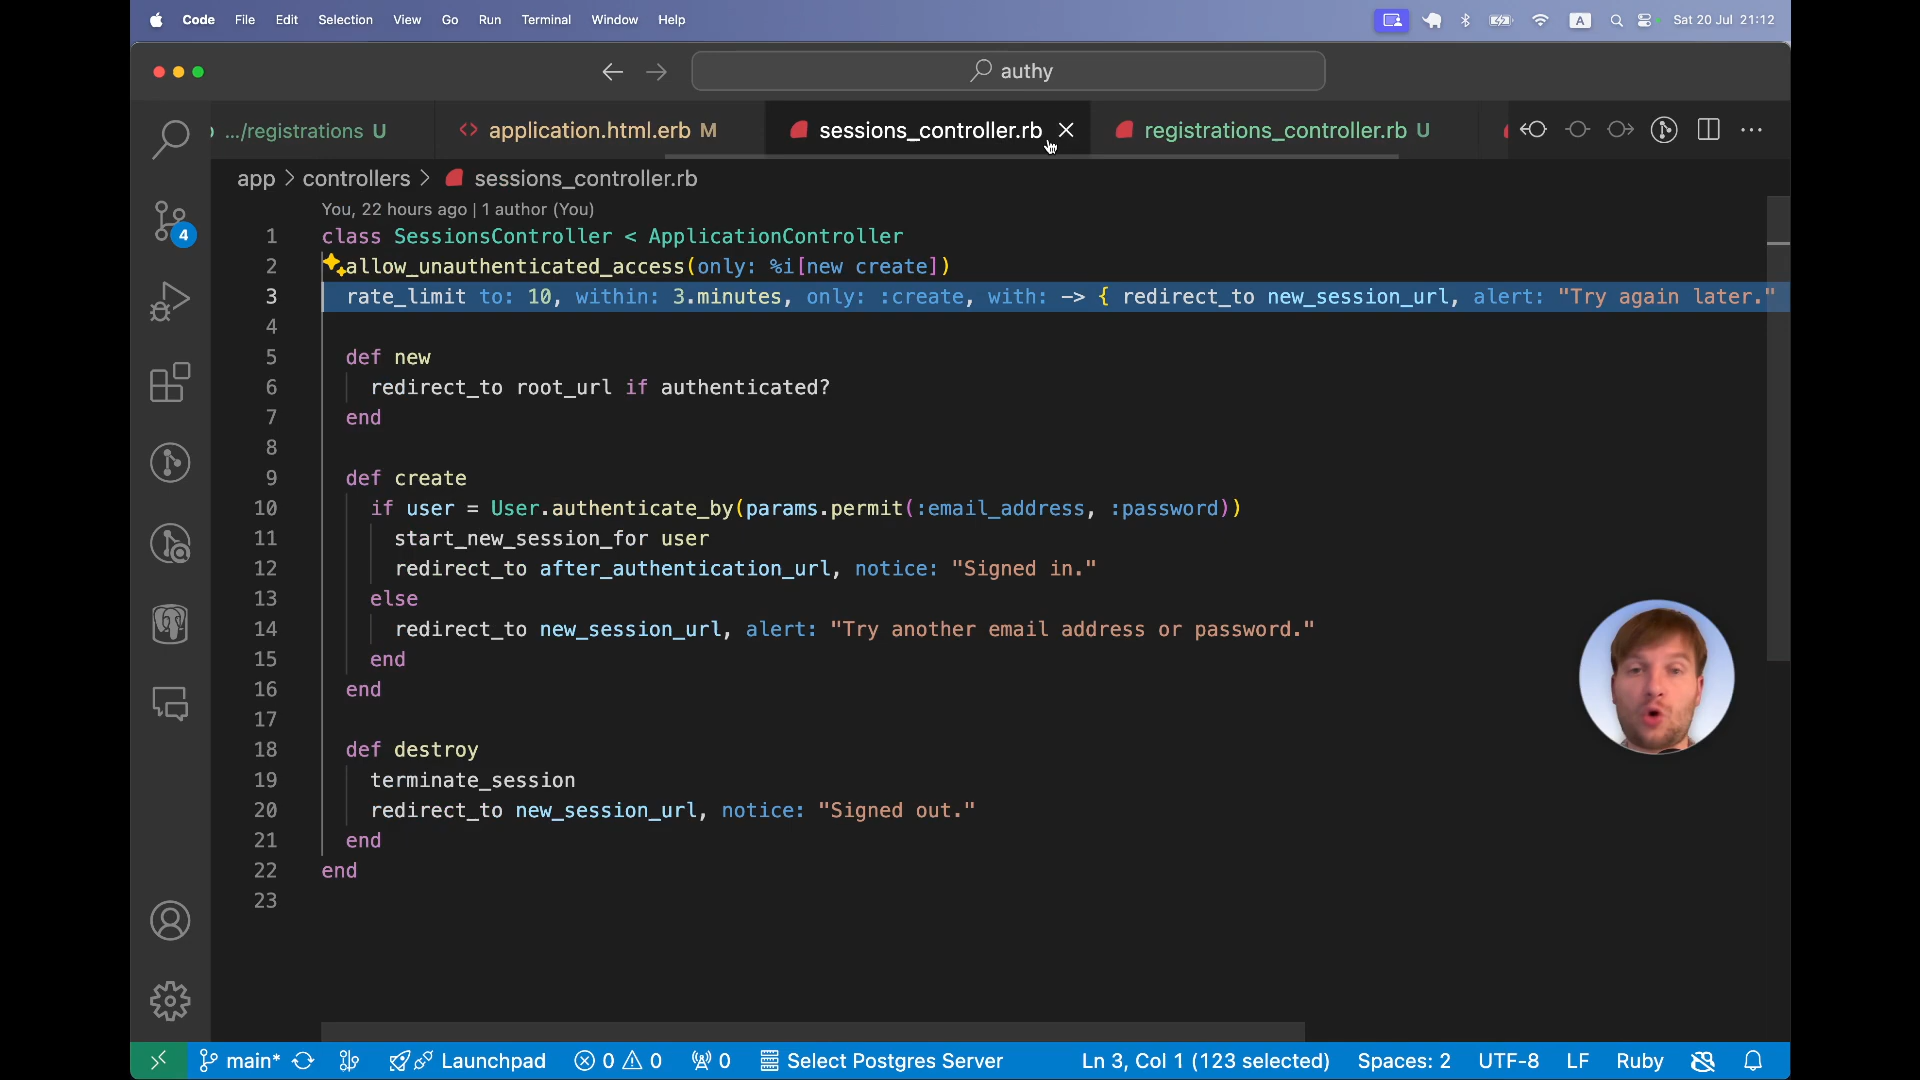 Code File Edit Selection View Go Run Terminal Window Help A Sat 20 Jul 21:12
authy
.../registrations U <> application.html.erb M sessions_controller.rb registrations_controller.rb U
app > controllers > sessions_controller.rb
You, 22 hours ago | 1 author (You)
1 class SessionsController < ApplicationController
2 allow_unauthenticated_access(only: %i[new create])
3 rate_limit to: 10, within: 3.minutes, only: :create, with: -> { redirect_to new_session_url, alert: "Try again later."
4
5 def new
6 redirect_to root_url if authenticated?
7 end
8
9 def create
10 if user = User.authenticate_by(params.permit(:email_address, :password))
11 start_new_session_for user
12 redirect_to after_authentication_url, notice: "Signed in."
13 else
14 redirect_to new_session_url, alert: "Try another email address or password."
15 end
16 end
17
18 def destroy
19 terminate_session
20 redirect_to new_session_url, notice: "Signed out."
21 end
22 end
23
4
main* Launchpad 0 0 0 Select Postgres Server Ln 3, Col 1 (123 selected) Spaces: 2 UTF-8 LF Ruby